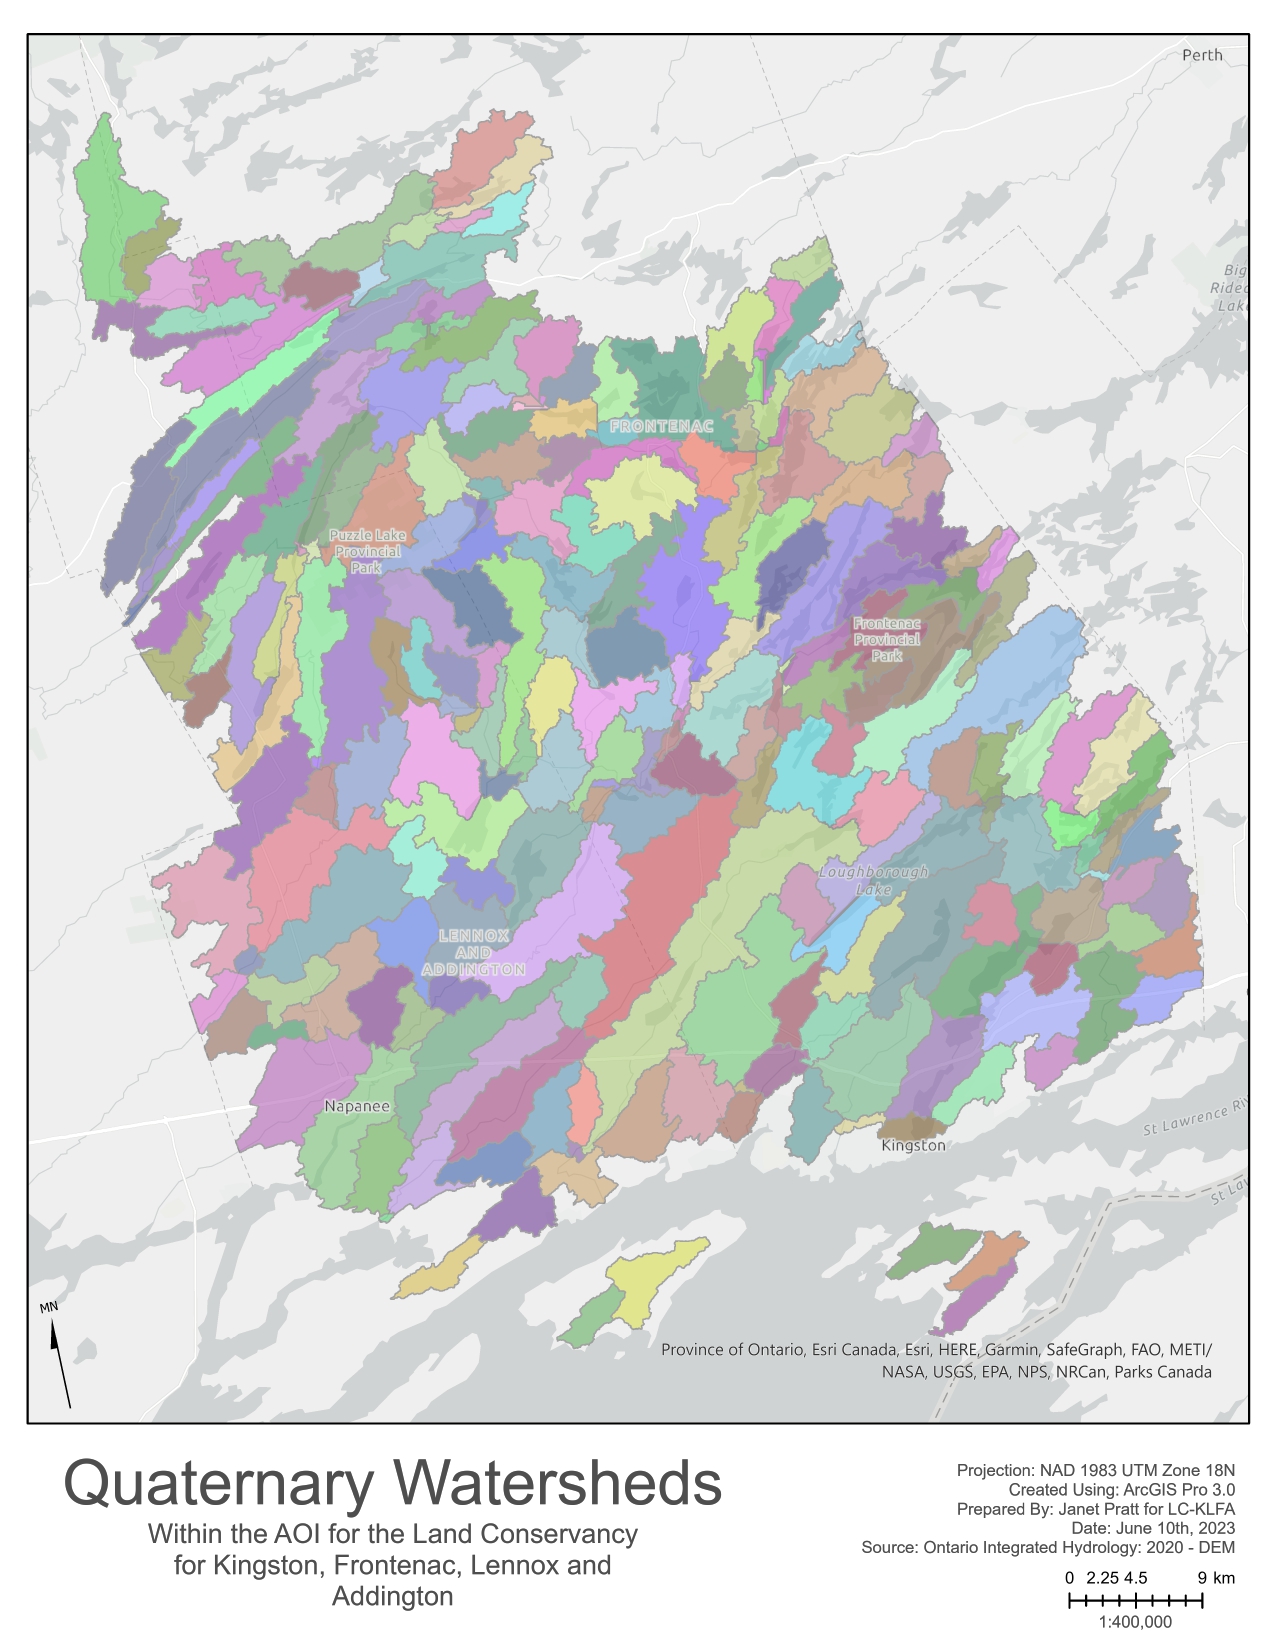 Perth
Big
Lake
FRONTENAC
Puzzle Lake
Provincial
Park
Frontenac
Provincial
Park
Loughborough
Lake
LENNOX
AND
ADDINGTON
Napanee
St Lawrence Riv
Kingston
St Law
MN
Province of Ontario, Esri Canada, Esri, HERE, Garmin, SafeGraph, FAO, METI/
NASA, USGS, EPA, NPS, NRCan, Parks Canada
Quaternary Watersheds
Within the AOI for the Land Conservancy
for Kingston, Frontenac, Lennox and
Addington
Projection: NAD 1983 UTM Zone 18N
Created Using: ArcGIS Pro 3.0
Prepared By: Janet Pratt for LC-KLFA
Date: June 10th, 2023
Source: Ontario Integrated Hydrology: 2020 - DEM
0 2.25 4.5 9 km
1:400,000